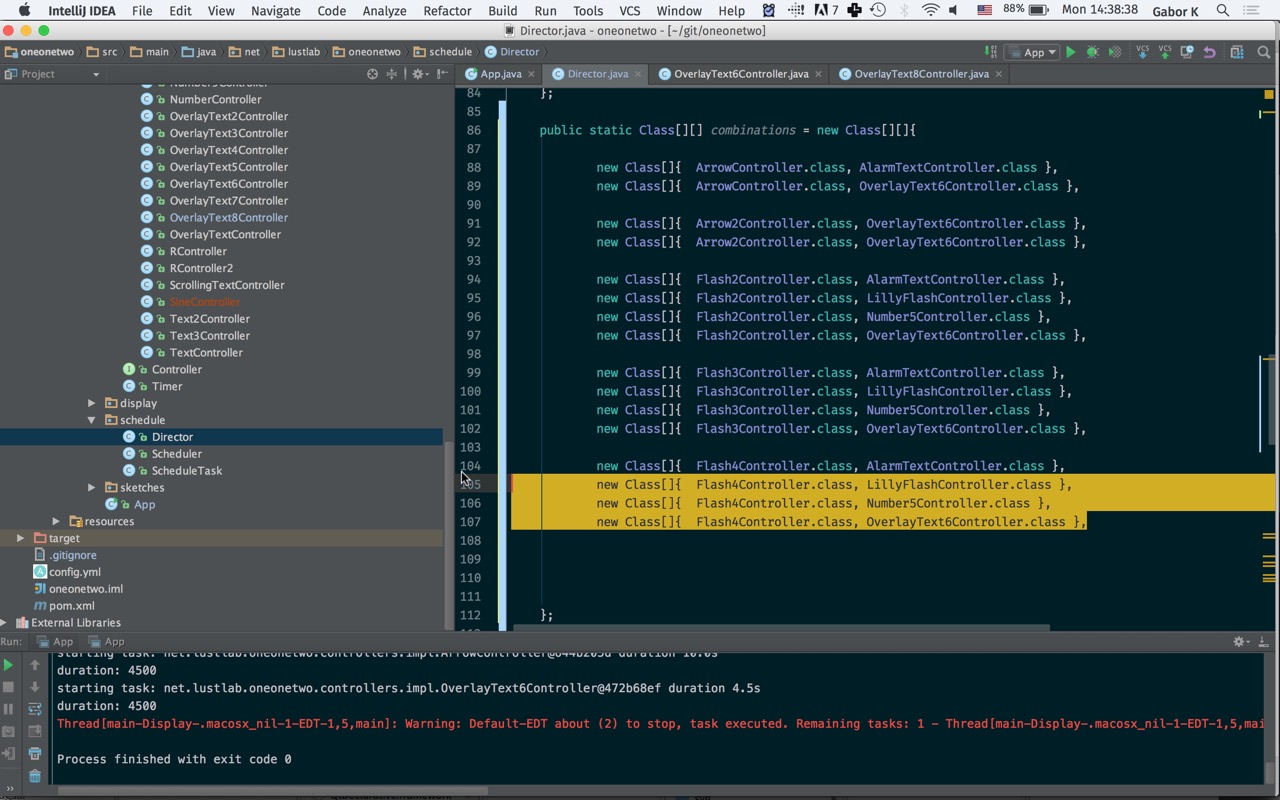 IntelliJ IDEA File Edit View Navigate Code Analyze Refactor Build Run Tools VCS Window Help 7 88% Mon 14:38:38 Gabor K
Director.java - oneonetwo - [~/git/oneonetwo]
oneonetwo src main java net lustlab oneonetwo schedule Director App
Project App.java Director.java OverlayText6Controller.java OverlayText8Controller.java
NumberController
OverlayText2Controller
OverlayText3Controller
OverlayText4Controller
OverlayText5Controller
OverlayText6Controller
OverlayText7Controller
OverlayText8Controller
OverlayTextController
RController
RController2
ScrollingTextController
SineController
Text2Controller
Text3Controller
TextController
Controller
Timer
display
schedule
Director
Scheduler
ScheduleTask
sketches
App
resources
target
.gitignore
config.yml
oneonetwo.iml
pom.xml
External Libraries
84 };
85
86 public static Class[][] combinations = new Class[][]{
87
88 new Class[]{ ArrowController.class, AlarmTextController.class },
89 new Class[]{ ArrowController.class, OverlayText6Controller.class },
90
91 new Class[]{ Arrow2Controller.class, OverlayText6Controller.class },
92 new Class[]{ Arrow2Controller.class, OverlayText6Controller.class },
93
94 new Class[]{ Flash2Controller.class, AlarmTextController.class },
95 new Class[]{ Flash2Controller.class, LillyFlashController.class },
96 new Class[]{ Flash2Controller.class, Number5Controller.class },
97 new Class[]{ Flash2Controller.class, OverlayText6Controller.class },
98
99 new Class[]{ Flash3Controller.class, AlarmTextController.class },
100 new Class[]{ Flash3Controller.class, LillyFlashController.class },
101 new Class[]{ Flash3Controller.class, Number5Controller.class },
102 new Class[]{ Flash3Controller.class, OverlayText6Controller.class },
103
104 new Class[]{ Flash4Controller.class, AlarmTextController.class },
105 new Class[]{ Flash4Controller.class, LillyFlashController.class },
106 new Class[]{ Flash4Controller.class, Number5Controller.class },
107 new Class[]{ Flash4Controller.class, OverlayText6Controller.class },
108
109
110
111
112 };
Run: App App
starting task: net.lustlab.oneonetwo.controllers.impl.ArrowController@644b205d duration 10.0s
duration: 4500
starting task: net.lustlab.oneonetwo.controllers.impl.OverlayText6Controller@472b68ef duration 4.5s
duration: 4500
Thread[main-Display-.macosx_nil-1-EDT-1,5,main]: Warning: Default-EDT about (2) to stop, task executed. Remaining tasks: 1 - Thread[main-Display-.macosx_nil-1-EDT-1,5,mai
Process finished with exit code 0